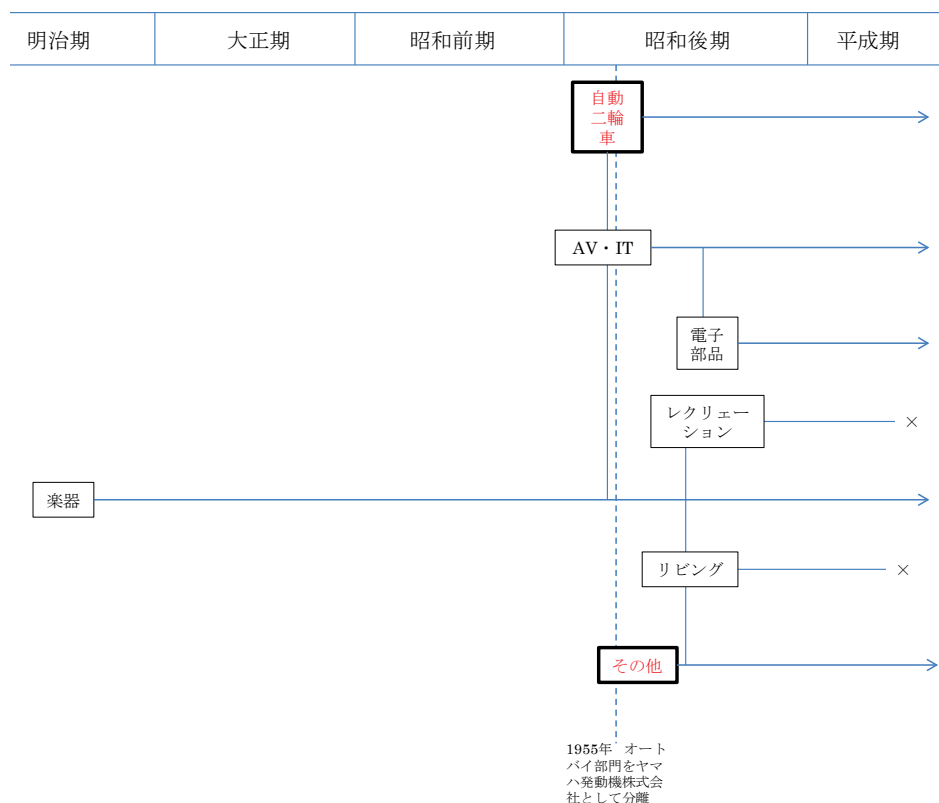 明治期
大正期
昭和前期
昭和後期
平成期
自動
二輪
車
AV・IT
電子
部品
レクリェー
ション
×
楽器
リビング
×
その他
1955年 オート
バイ部門をヤマ
ハ発動機株式会
社として分離